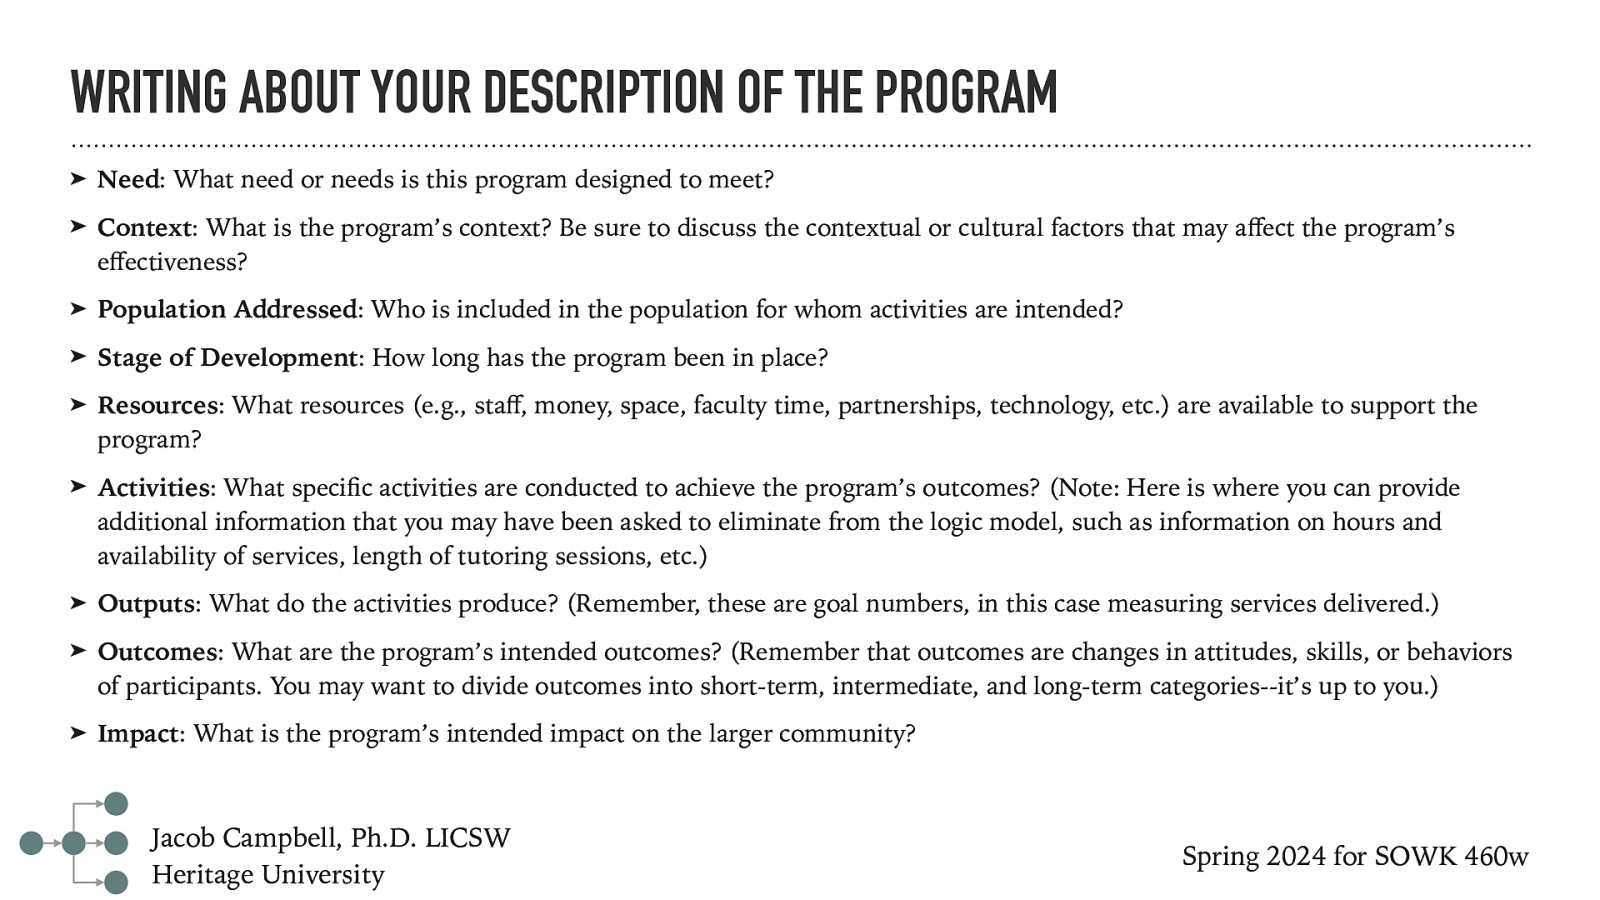 WRITING ABOUT YOUR DESCRIPTION OF THE PROGRAM
➤ Need: What need or needs is this program designed to meet?
➤ Context: What is the program’s context? Be sure to discuss the contextual or cultural factors that may affect the program’s
effectiveness?
➤ Population Addressed: Who is included in the population for whom activities are intended?
➤ Stage of Development: How long has the program been in place?
➤ Resources: What resources (e.g., staff, money, space, faculty time, partnerships, technology, etc.) are available to support the
program?
➤ Activities: What specific activities are conducted to achieve the program’s outcomes? (Note: Here is where you can provide
additional information that you may have been asked to eliminate from the logic model, such as information on hours and
availability of services, length of tutoring sessions, etc.)
➤ Outputs: What do the activities produce? (Remember, these are goal numbers, in this case measuring services delivered.)
➤ Outcomes: What are the program’s intended outcomes? (Remember that outcomes are changes in attitudes, skills, or behaviors
of participants. You may want to divide outcomes into short-term, intermediate, and long-term categories--it’s up to you.)
➤ Impact: What is the program’s intended impact on the larger community?
Jacob Campbell, Ph.D. LICSW
Heritage University
Spring 2024 for SOWK 460w